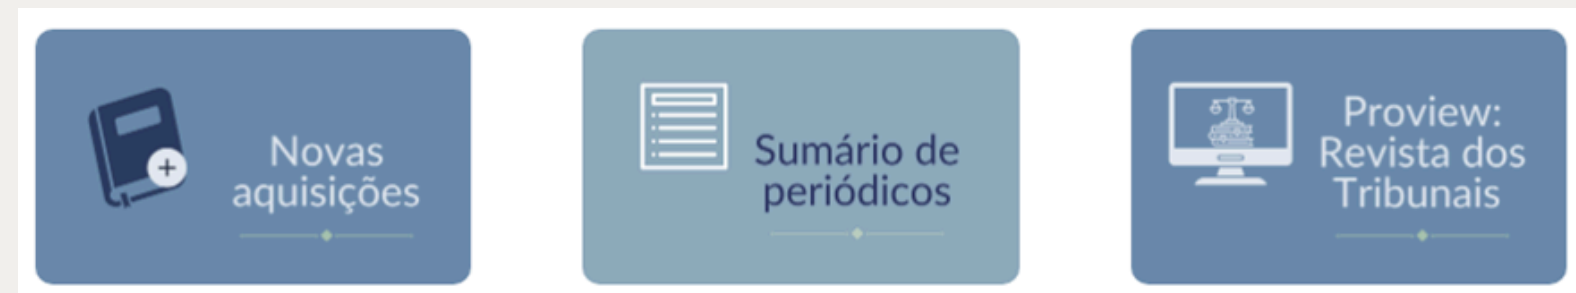 Novas
aquisições
Sumário de
periódicos
Proview:
Revista dos
Tribunais